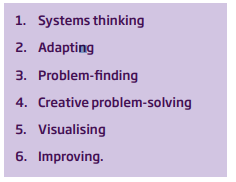 1. Systems thinking
2. Adapting
3. Problem-finding
4. Creative problem-solving
5. Visualising
6. Improving.